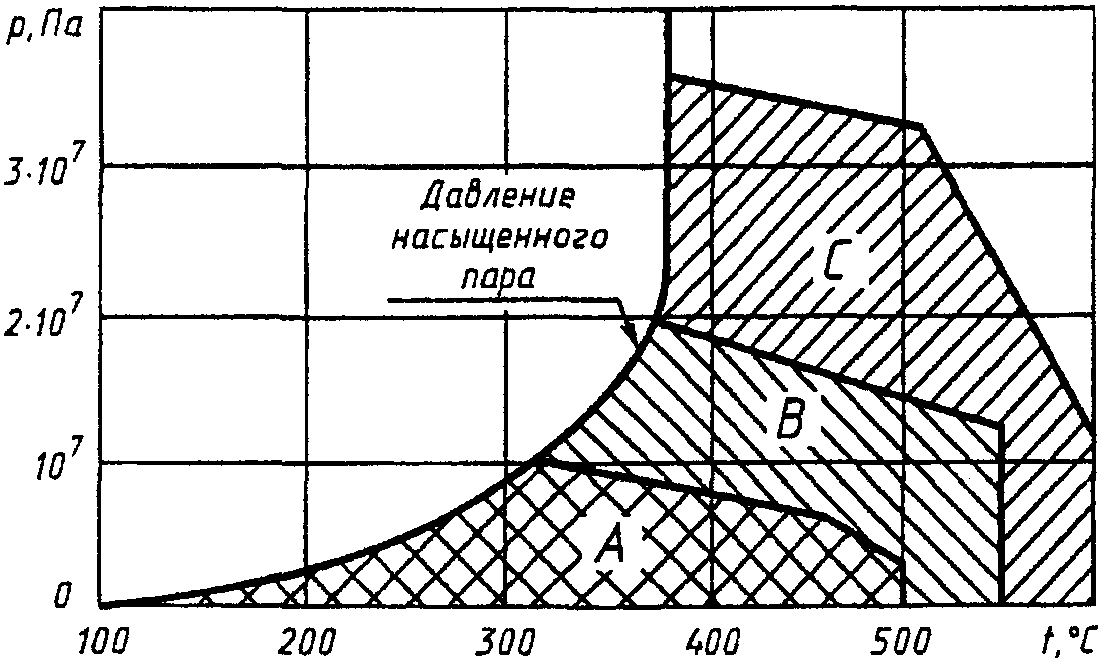 p, Па
3·10⁷
Давление
насыщенного
пара
C
2·10⁷
B
10⁷
A
0
100 200 300 400 500 t,°C